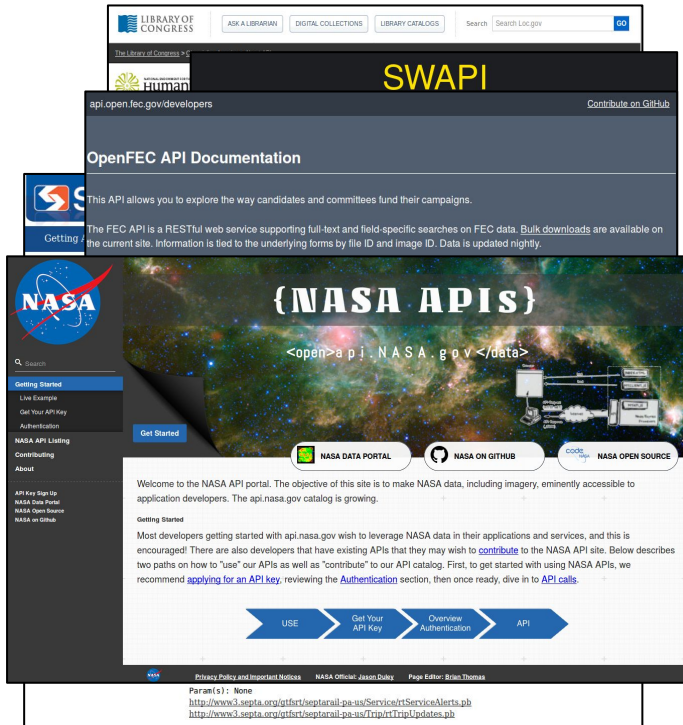 LIBRARY OF
CONGRESS
ASK A LIBRARIAN
DIGITAL COLLECTIONS
LIBRARY CATALOGS
Search
Search Loc.gov
GO
The Library of Congress >
SWAPI
api.open.fec.gov/developers
Contribute on GitHub
OpenFEC API Documentation
This API allows you to explore the way candidates and committees fund their campaigns.
The FEC API is a RESTful web service supporting full-text and field-specific searches on FEC data. Bulk downloads are available on
the current site. Information is tied to the underlying forms by file ID and image ID. Data is updated nightly.
Getting
NASA
{NASA APIs}
<open>api.NASA.gov</data>
Search
Getting Started
Live Example
Get Your API Key
Authentication
NASA API Listing
Contributing
About
API Key Sign Up
NASA Data Portal
NASA Open Source
NASA on Github
Get Started
NASA DATA PORTAL
NASA ON GITHUB
code
NASA OPEN SOURCE
Welcome to the NASA API portal. The objective of this site is to make NASA data, including imagery, eminently accessible to
application developers. The api.nasa.gov catalog is growing.
Getting Started
Most developers getting started with api.nasa.gov wish to leverage NASA data in their applications and services, and this is
encouraged! There are also developers that have existing APIs that they may wish to contribute to the NASA API site. Below describes
two paths on how to "use" our APIs as well as "contribute" to our API catalog. First, to get started with using NASA APIs, we
recommend applying for an API key, reviewing the Authentication section, then once ready, dive in to API calls.
USE
Get Your
API Key
Overview
Authentication
API
Privacy Policy and Important Notices
NASA Official: Jason Duley
Page Editor: Brian Thomas
Param(s): None
http://www3.septa.org/gtfsrt/septarail-pa-us/Service/rtServiceAlerts.pb
http://www3.septa.org/gtfsrt/septarail-pa-us/Trip/rtTripUpdates.pb